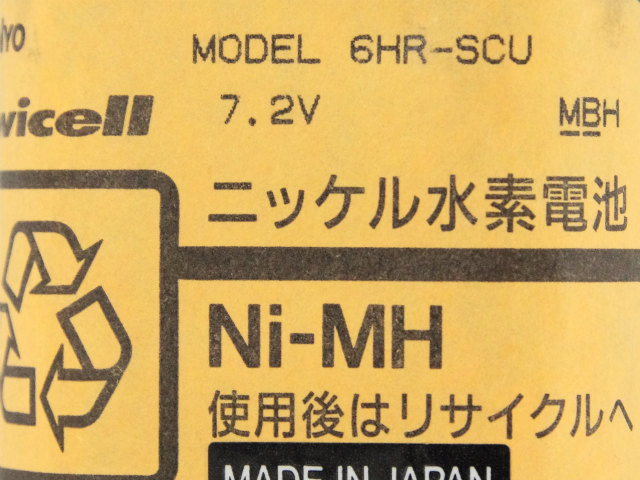 MODEL 6HR-SCU
7.2V
MBH
ニッケル水素電池
Ni-MH
使用後はリサイクルへ
MADE IN JAPAN